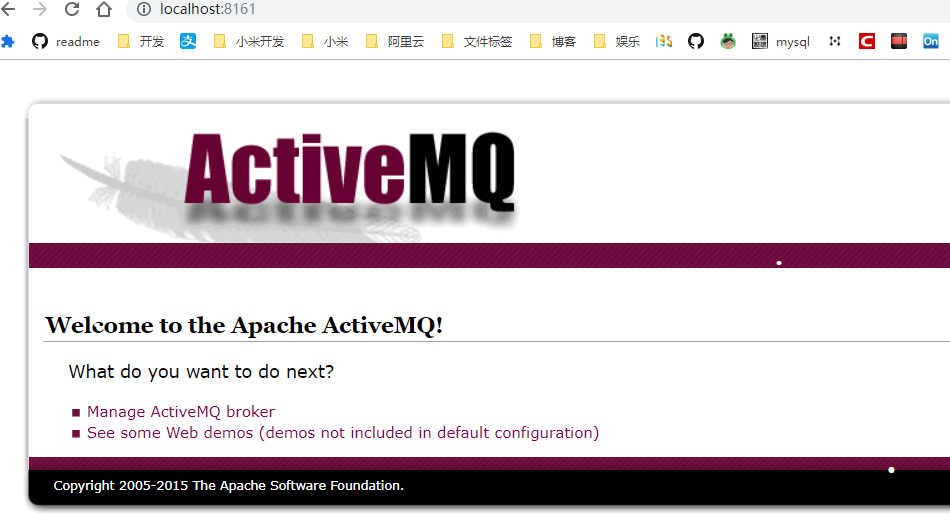 localhost:8161
readme 开发 小米开发 小米 阿里云 文件标签 博客 娱乐 mysql On
ActiveMQ
Welcome to the Apache ActiveMQ!
What do you want to do next?
Manage ActiveMQ broker
See some Web demos (demos not included in default configuration)
Copyright 2005-2015 The Apache Software Foundation.